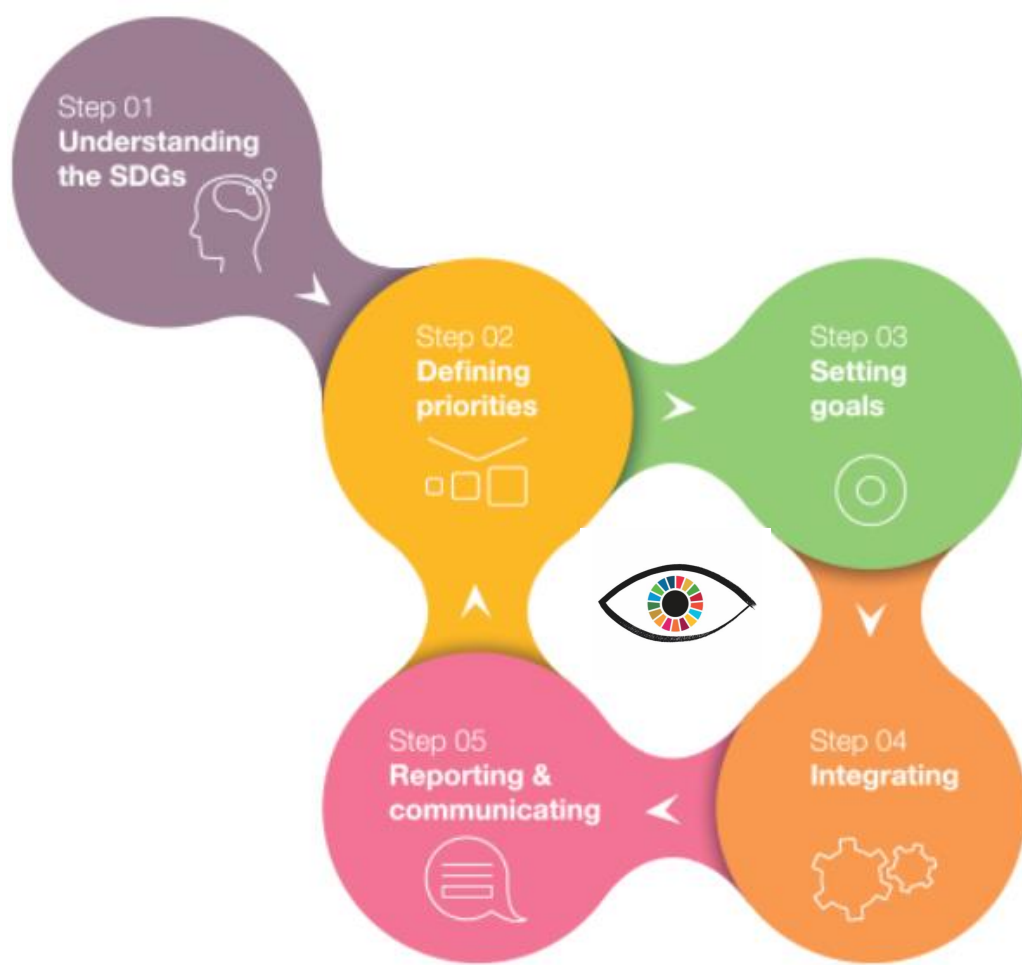 Step 01
Understanding
the SDGs
Step 02
Defining
priorities
Step 03
Setting
goals
Step 04
Integrating
Step 05
Reporting &
communicating